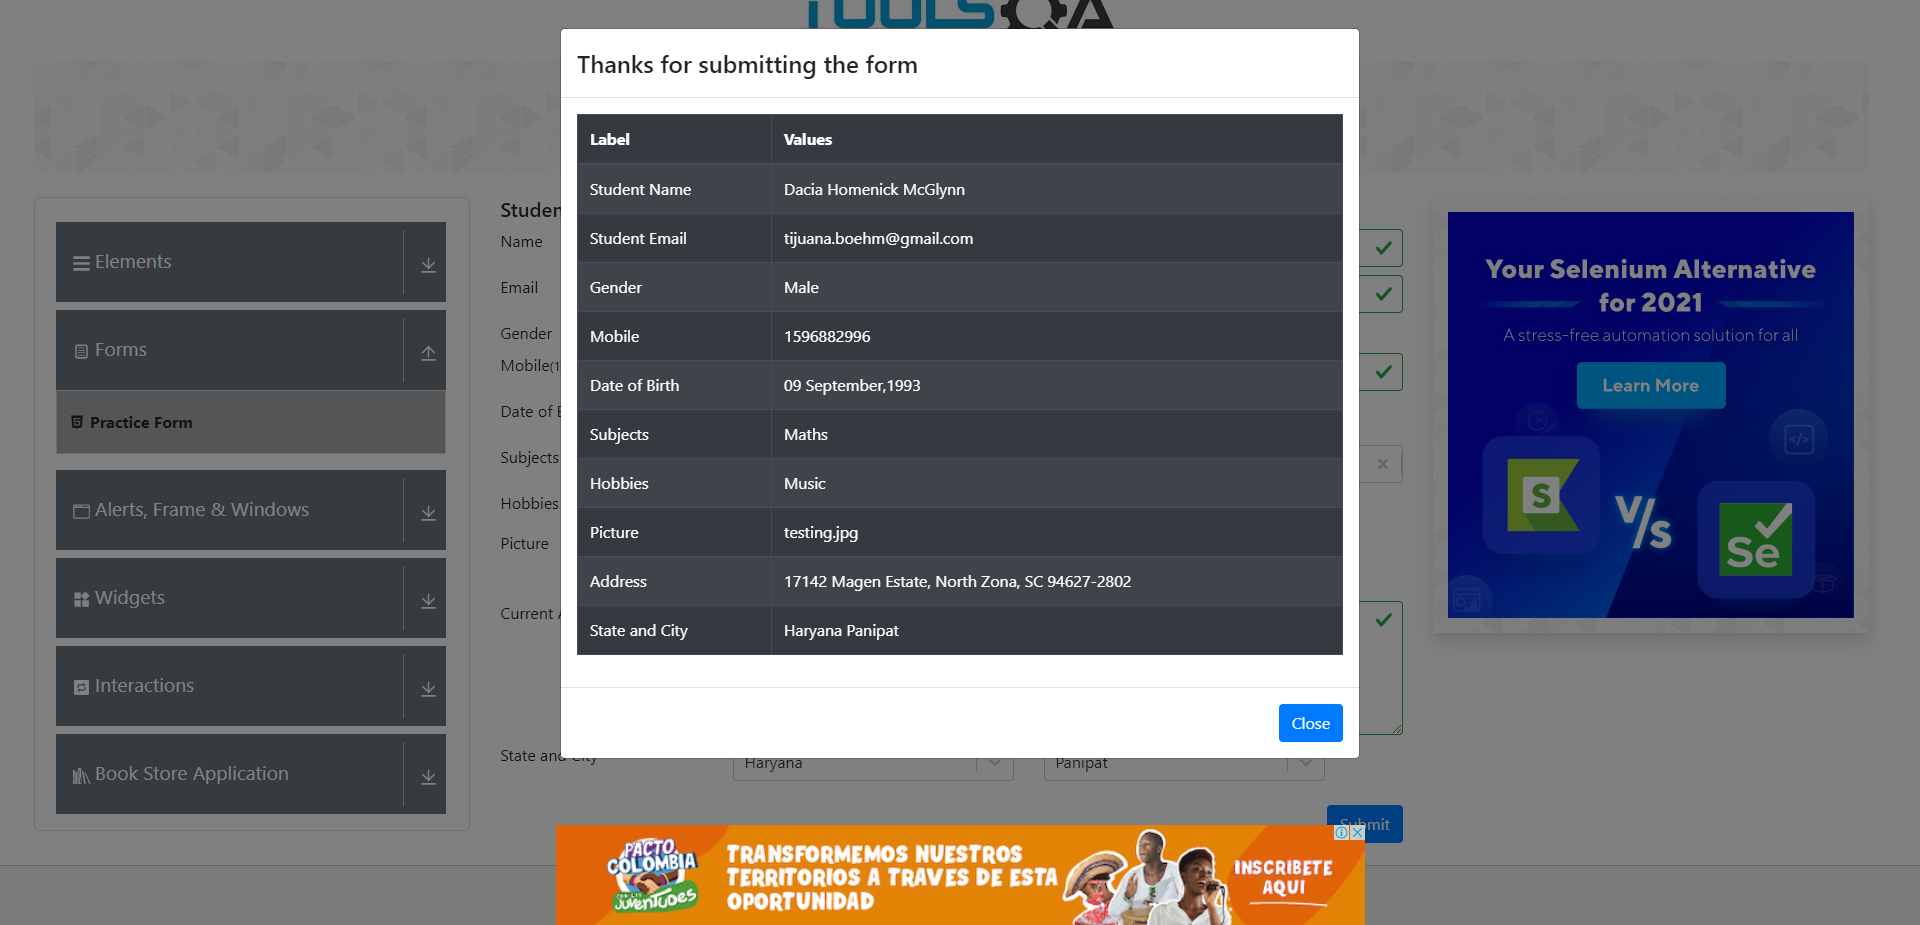 TOOLSQA
Thanks for submitting the form
Label Values
Student Name Dacia Homenick McGlynn
Student Email tijuana.boehm@gmail.com
Gender Male
Mobile 1596882996
Date of Birth 09 September,1993
Subjects Maths
Hobbies Music
Picture testing.jpg
Address 17142 Magen Estate, North Zona, SC 94627-2802
State and City Haryana Panipat
Close
Elements
Forms
Practice Form
Alerts, Frame & Windows
Widgets
Interactions
Book Store Application
Studen
Name
Email
Gender
Mobile(1
Date of B
Subjects
Hobbies
Picture
Current A
State and City
Haryana
Panipat
Submit
Your Selenium Alternative
for 2021
A stress-free automation solution for all
Learn More
</>
S
V/s
Se
PACTO
COLOMBIA
CON LAS
JUVENTUDES
TRANSFORMEMOS NUESTROS
TERRITORIOS A TRAVES DE ESTA
OPORTUNIDAD
INSCRIBETE
AQUÍ